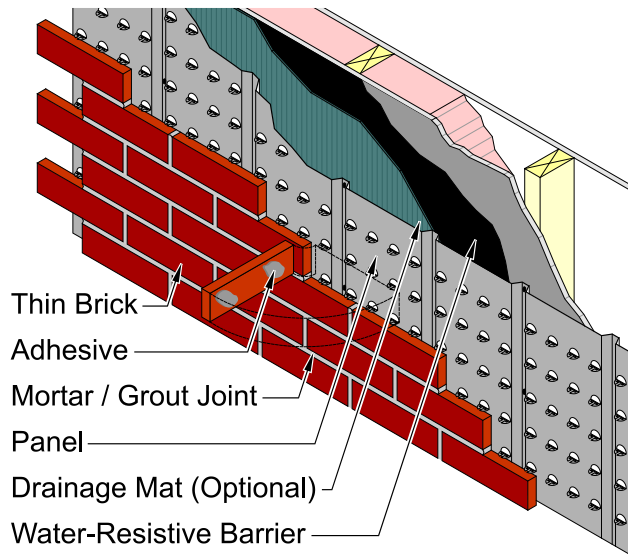 Thin Brick
Adhesive
Mortar / Grout Joint
Panel
Drainage Mat (Optional)
Water-Resistive Barrier